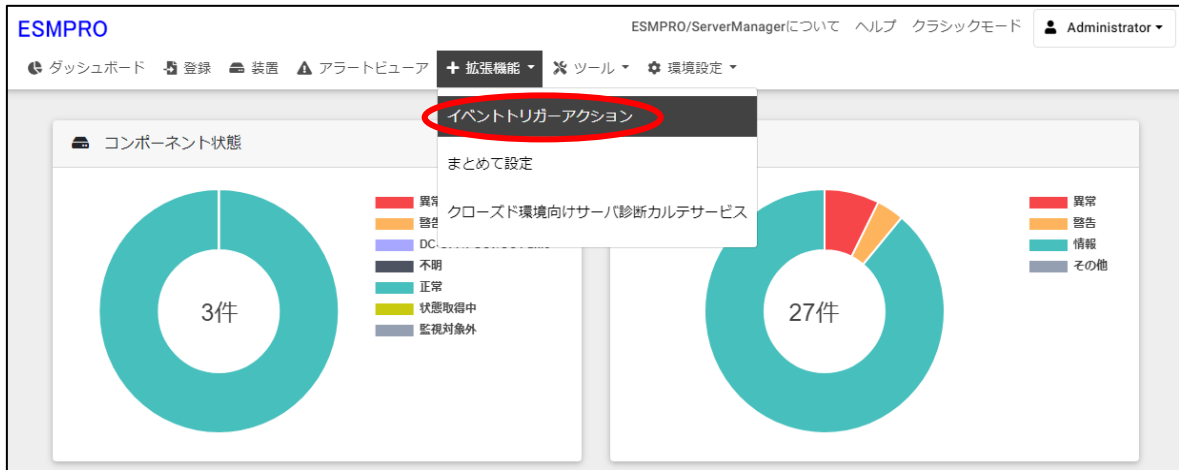 ESMPRO
ESMPRO/ServerManagerについて ヘルプ クラシックモード Administrator
ダッシュボード 登録 装置 アラートビューア 拡張機能 ツール 環境設定
イベントトリガーアクション
まとめて設定
クローズド環境向けサーバ診断カルテサービス
コンポーネント状態
3件
不明
正常
状態取得中
監視対象外
27件
異常
警告
情報
その他